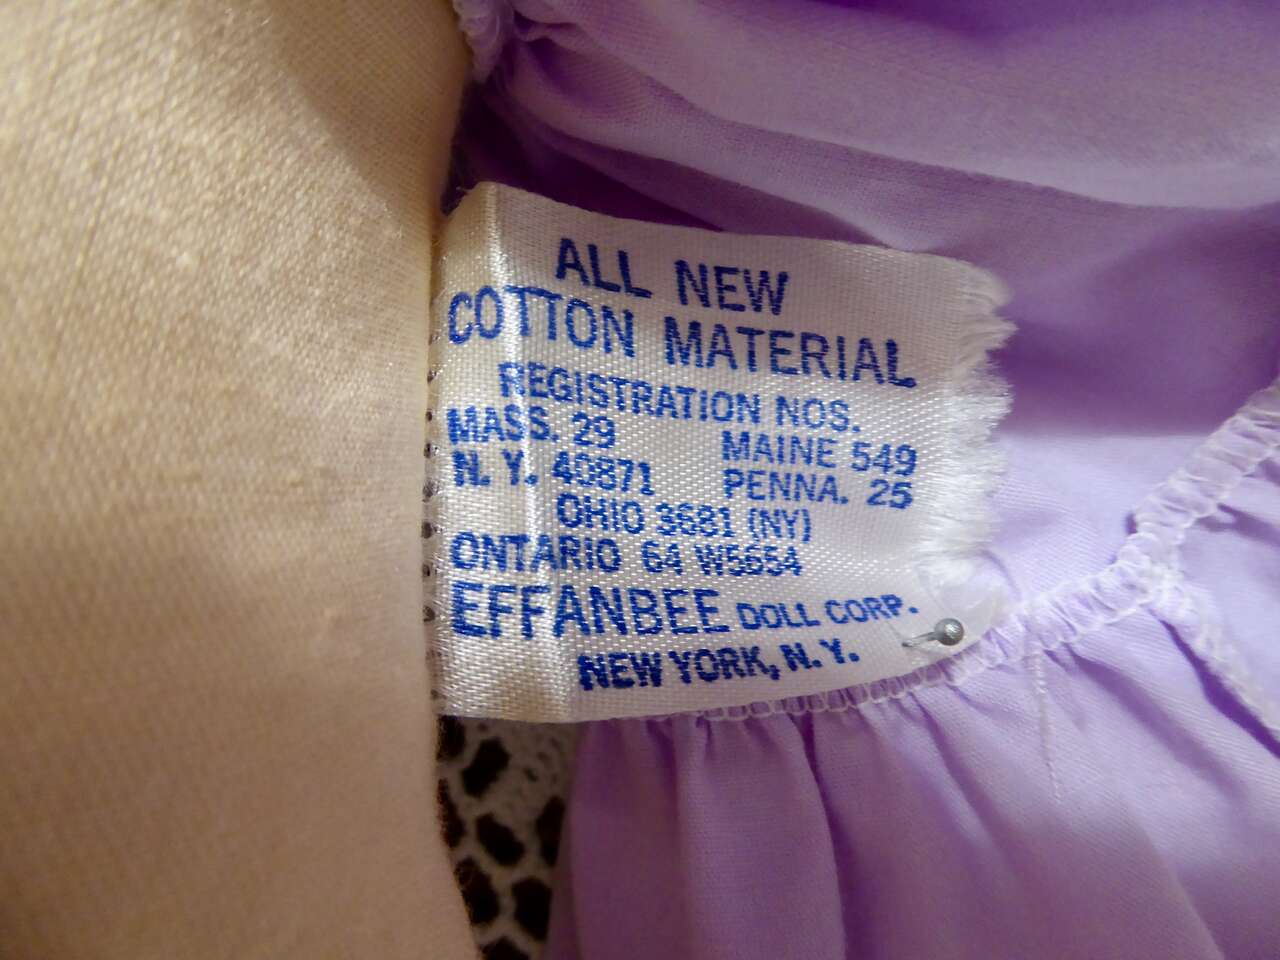 ALL NEW
COTTON MATERIAL
REGISTRATION NOS.
MASS. 29 MAINE 549
N. Y. 40871 PENNA. 25
OHIO 3681 (NY)
ONTARIO 64 W5654
EFFANBEE DOLL CORP.
NEW YORK, N. Y.